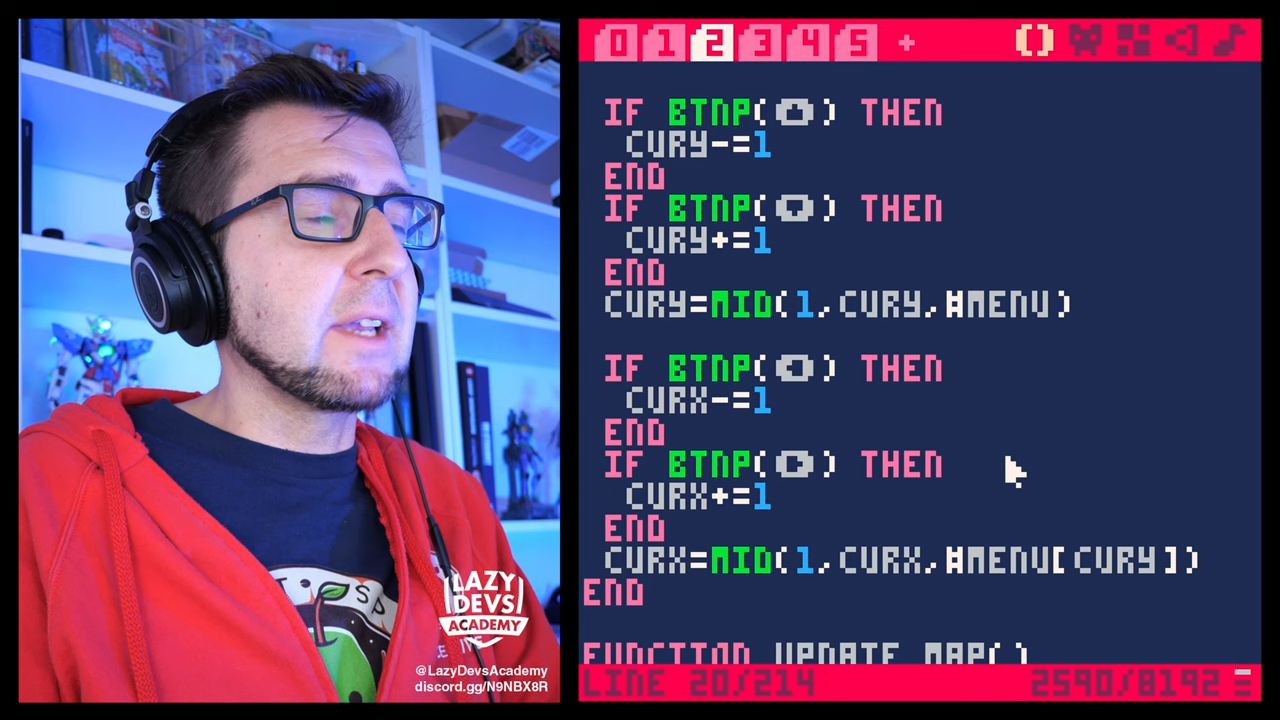 0 1 2 3 4 5 +
IF BTNP(⬆️) THEN
CURY-=1
END
IF BTNP(⬇️) THEN
CURY+=1
END
CURY=MID(1,CURY,#MENU)
IF BTNP(⬅️) THEN
CURX-=1
END
IF BTNP(➡️) THEN
CURX+=1
END
CURX=MID(1,CURX,#MENU[CURY])
END
FUNCTION UPDATE_MAP()
LINE 20/214 2590/8192
LAZY
DEVS
ACADEMY
@LazyDevsAcademy
discord.gg/N9NBX8R